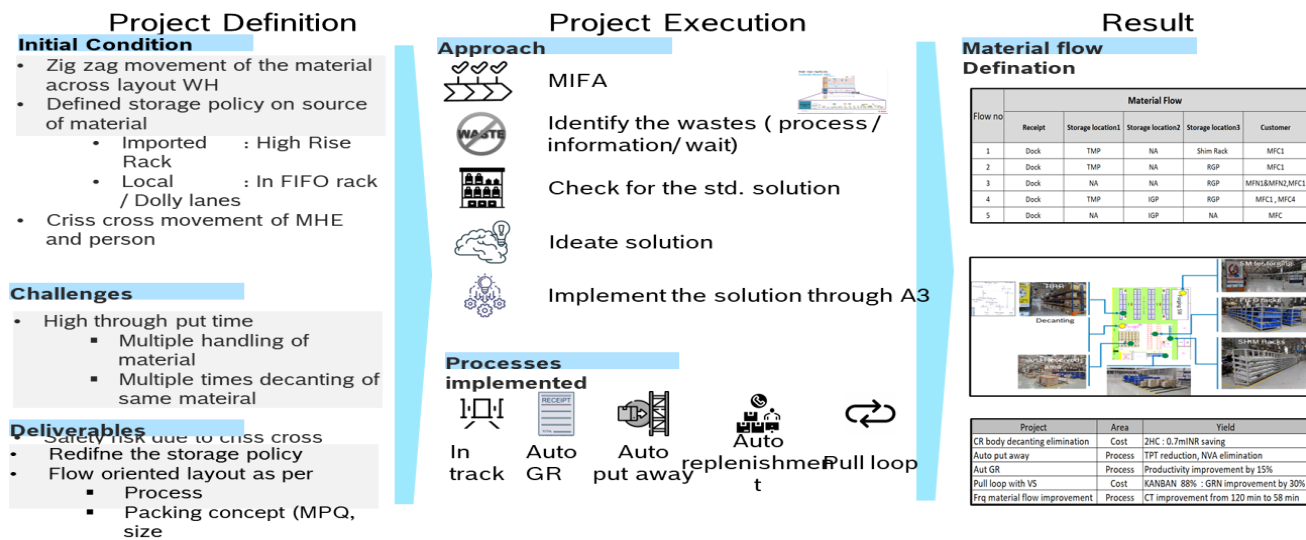 Project Definition
Initial Condition
• Zig zag movement of the material
across layout WH
• Defined storage policy on source
of material
• Imported : High Rise
Rack
• Local : In FIFO rack
/ Dolly lanes
• Criss cross movement of MHE
and person
Challenges
• High through put time
▪ Multiple handling of
material
▪ Multiple times decanting of
same mateiral
• Safety risk due to criss cross
Deliverables
• Redifne the storage policy
• Flow oriented layout as per
▪ Process
▪ Packing concept (MPQ,
size
Project Execution
Approach
MIFA
WASTE
Identify the wastes ( process /
information/ wait)
Check for the std. solution
Ideate solution
Implement the solution through A3
Processes
implemented
RECEIPT
In
track
Auto
GR
Auto
put away
Auto
replenishmen
t
Pull loop
Result
Material flow
Defination
Flow no Material Flow
Receipt Storage location1 Storage location2 Storage location3 Customer
1 Dock TMP NA Shim Rack MFC1
2 Dock TMP NA RGP MFC1
3 Dock NA NA RGP MFN1&MFN2,MFC1
4 Dock TMP IGP RGP MFC1 , MFC4
5 Dock NA IGP NA MFC
Decanting
SHIM Racks
Project Area Yield
CR body decanting elimination Cost 2HC : 0.7mINR saving
Auto put away Process TPT reduction, NVA elimination
Aut GR Process Productivity improvement by 15%
Pull loop with VS Cost KANBAN 88% : GRN improvement by 30%
Frq material flow improvement Process CT improvement from 120 min to 58 min